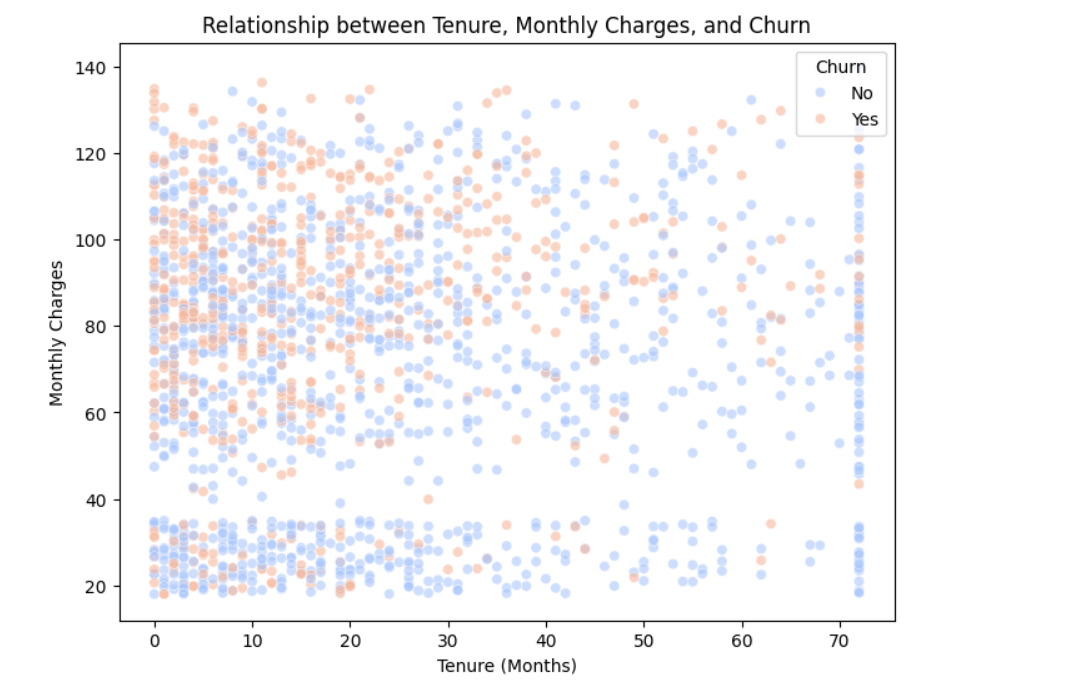 Relationship between Tenure, Monthly Charges, and Churn
Churn
No
Yes
140
120
100
80
60
40
20
Monthly Charges
0
10
20
30
40
50
60
70
Tenure (Months)